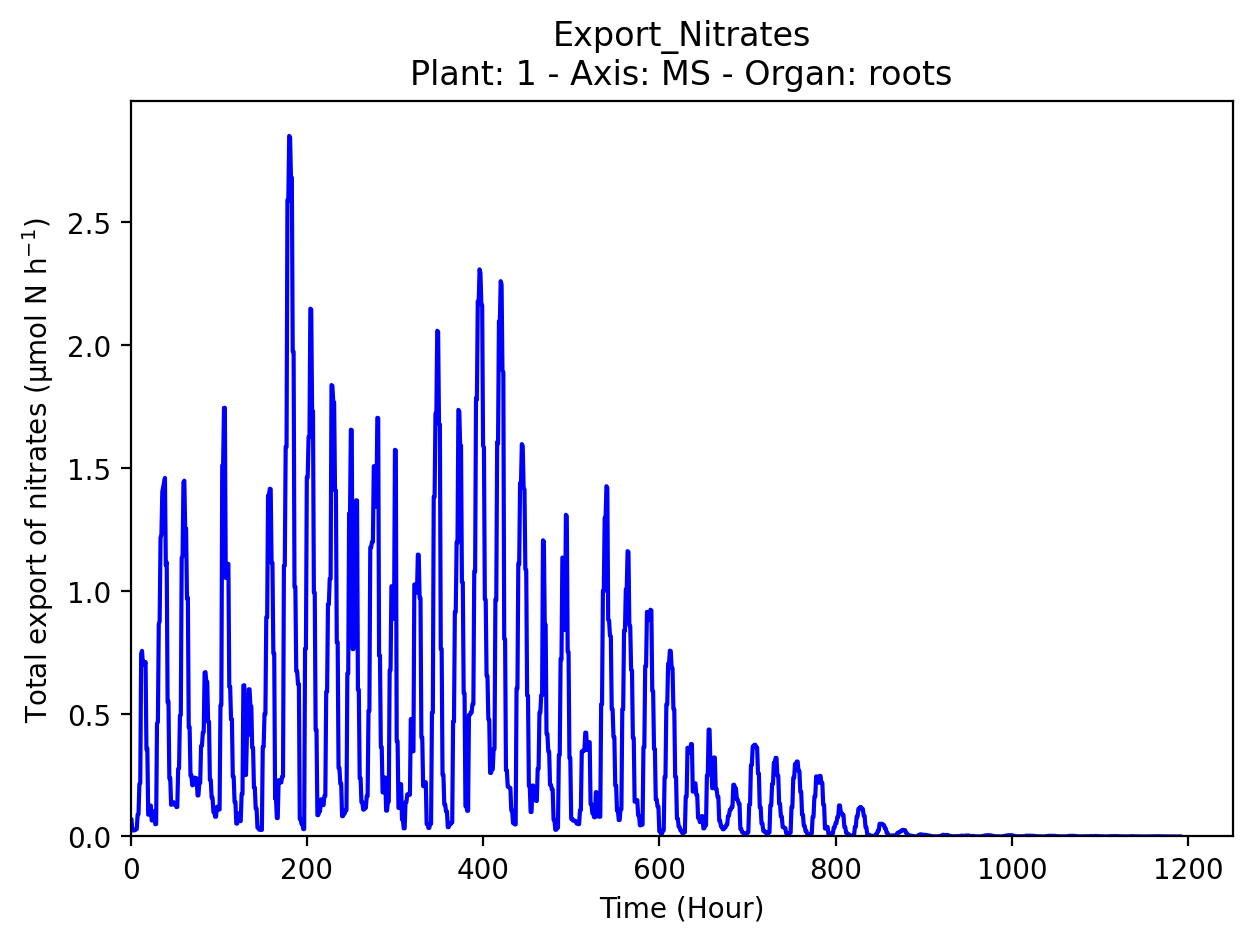 Export_Nitrates
Plant: 1 - Axis: MS - Organ: roots
Total export of nitrates (µmol N h⁻¹)
2.5
2.0
1.5
1.0
0.5
0.0
0 200 400 600 800 1000 1200
Time (Hour)